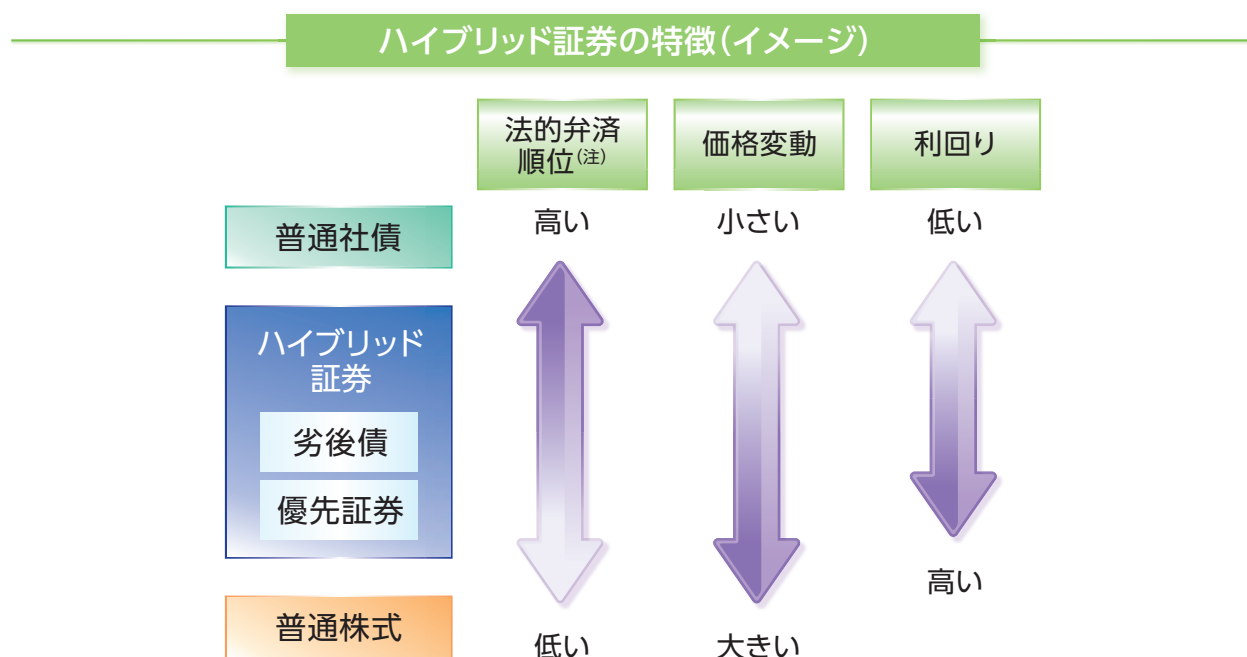 ハイブリッド証券の特徴(イメージ)
法的弁済
順位(注)
価格変動
利回り
普通社債
高い
小さい
低い
ハイブリッド
証券
劣後債
優先証券
高い
普通株式
低い
大きい